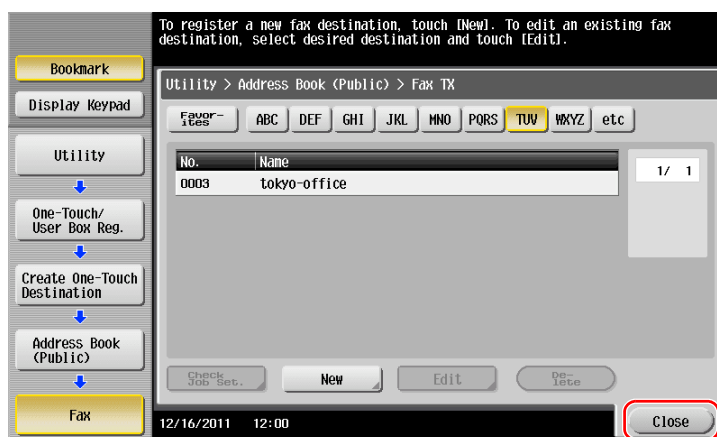 To register a new fax destination, touch [New]. To edit an existing fax
destination, select desired destination and touch [Edit].
Bookmark
Display Keypad
Utility
One-Touch/
User Box Reg.
Create One-Touch
Destination
Address Book
(Public)
Fax
Utility > Address Book (Public) > Fax TX
Favor-
ites
ABC
DEF
GHI
JKL
MNO
PQRS
TUV
WXYZ
etc
No. Name
0003 tokyo-office
1/ 1
Check
Job Set.
New
Edit
De-
lete
12/16/2011 12:00
Close